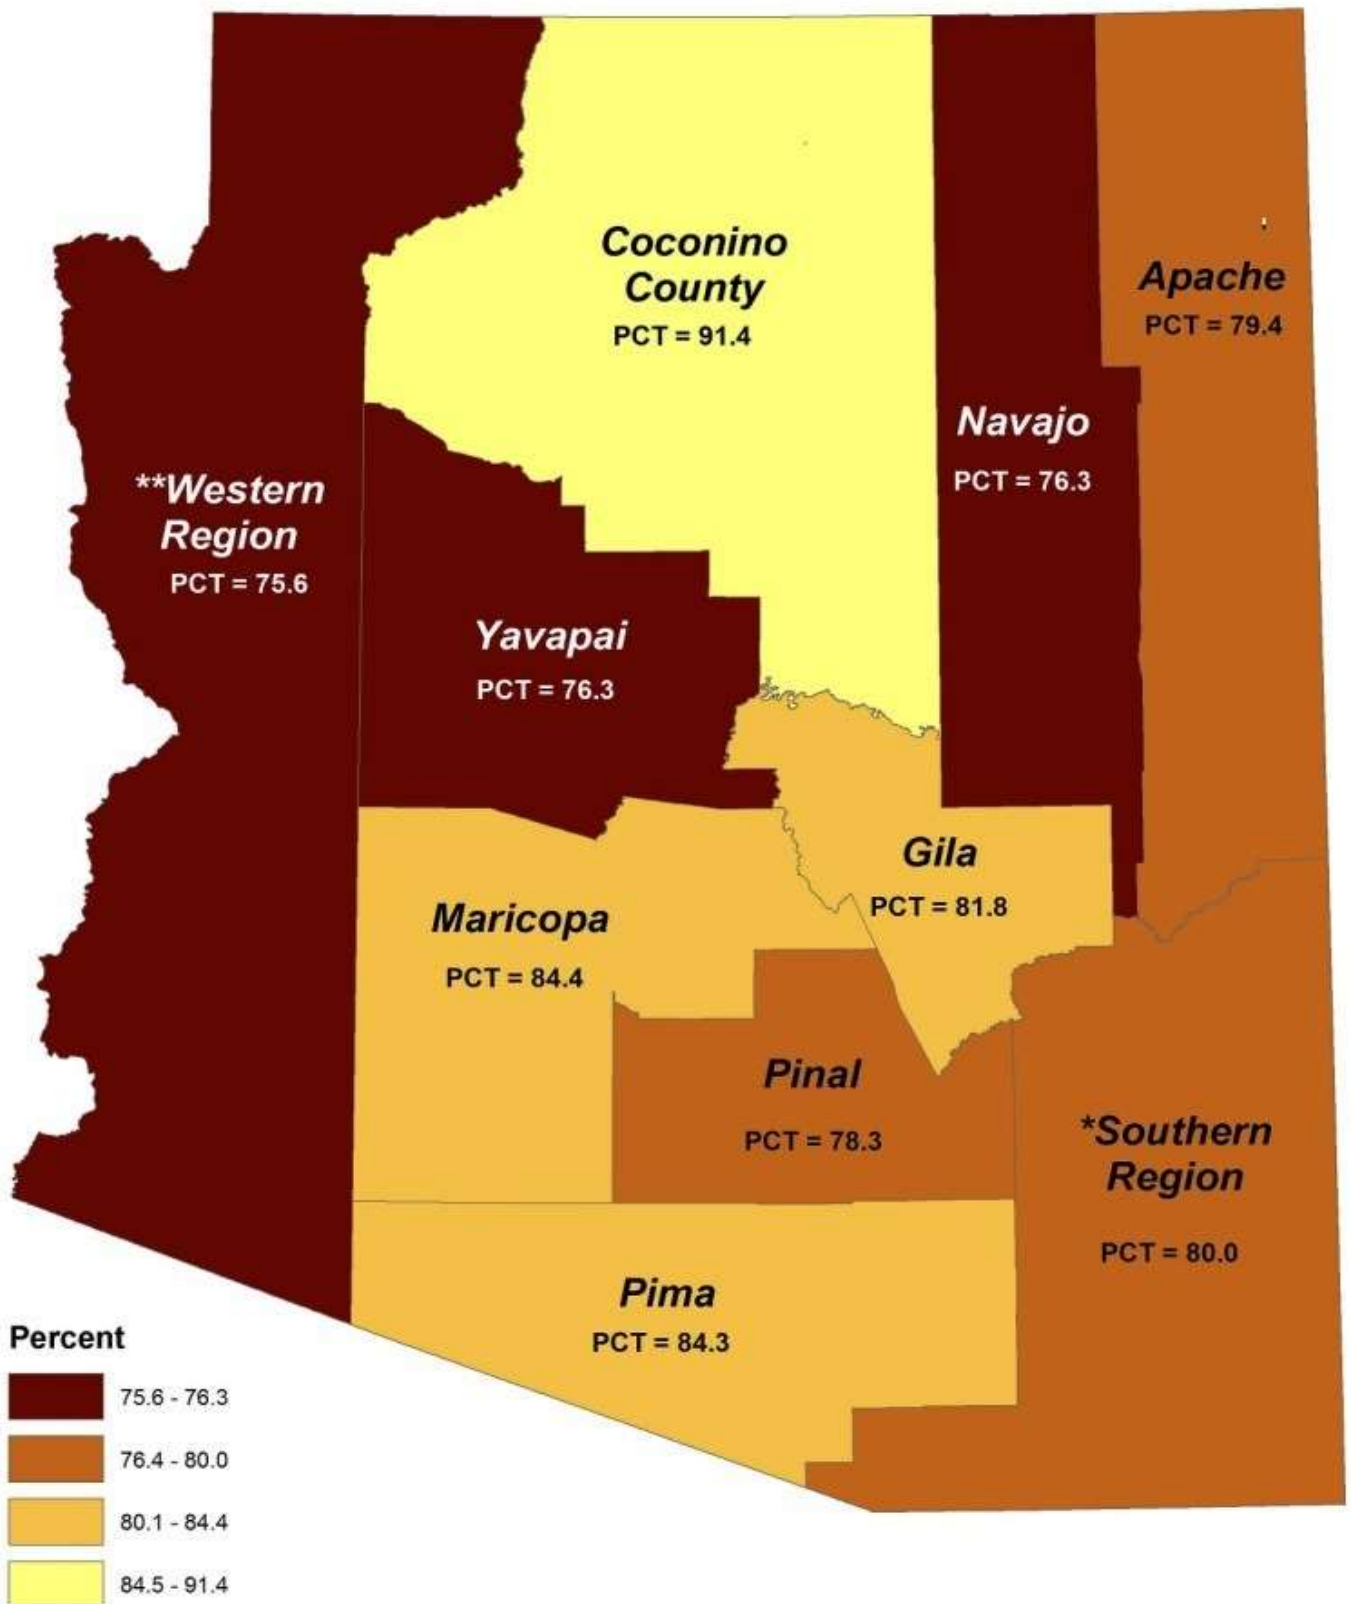 Coconino
County
PCT = 91.4
Apache
PCT = 79.4
Navajo
PCT = 76.3
**Western
Region
PCT = 75.6
Yavapai
PCT = 76.3
Gila
PCT = 81.8
Maricopa
PCT = 84.4
Pinal
PCT = 78.3
*Southern
Region
PCT = 80.0
Pima
PCT = 84.3
Percent
75.6 - 76.3
76.4 - 80.0
80.1 - 84.4
84.5 - 91.4